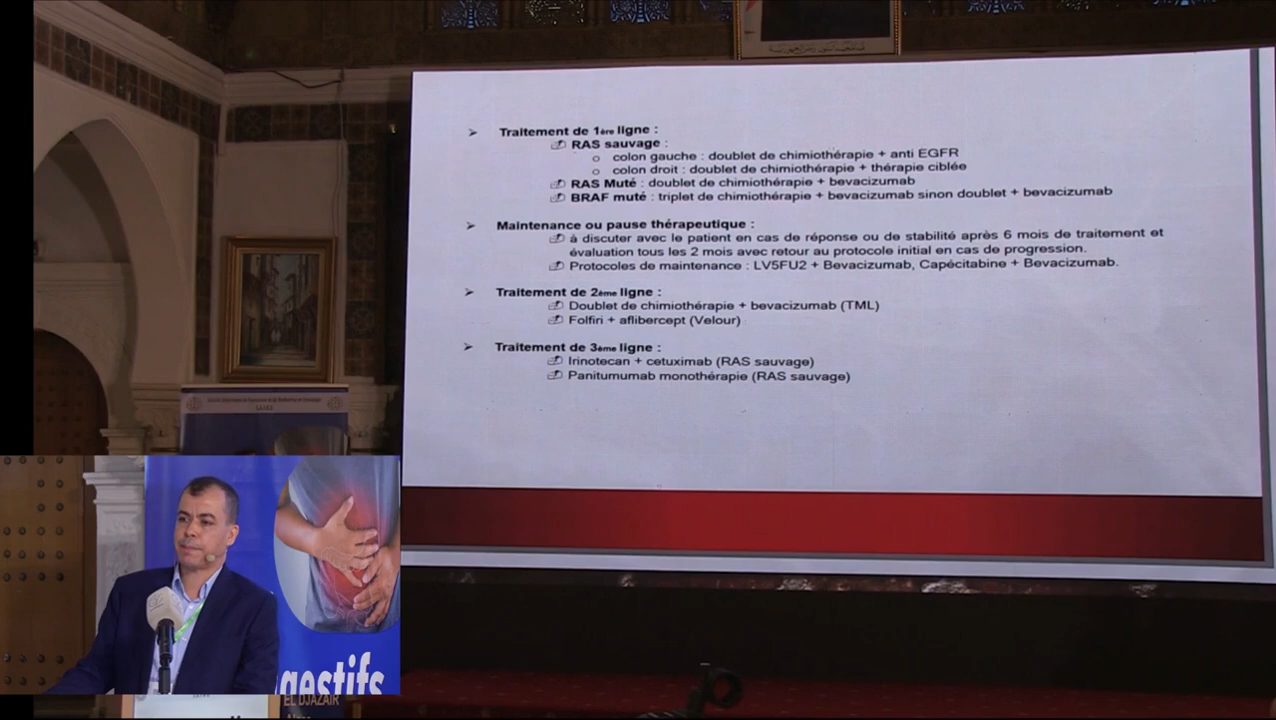 ➢ Traitement de 1ère ligne :
RAS sauvage :
o colon gauche : doublet de chimiothérapie + anti EGFR
o colon droit : doublet de chimiothérapie + thérapie ciblée
RAS Muté : doublet de chimiothérapie + bevacizumab
BRAF muté : triplet de chimiothérapie + bevacizumab sinon doublet + bevacizumab
➢ Maintenance ou pause thérapeutique :
à discuter avec le patient en cas de réponse ou de stabilité après 6 mois de traitement et
évaluation tous les 2 mois avec retour au protocole initial en cas de progression.
Protocoles de maintenance : LV5FU2 + Bevacizumab, Capécitabine + Bevacizumab.
➢ Traitement de 2ème ligne :
Doublet de chimiothérapie + bevacizumab (TML)
Folfiri + aflibercept (Velour)
➢ Traitement de 3ème ligne :
Irinotecan + cetuximab (RAS sauvage)
Panitumumab monothérapie (RAS sauvage)
gestifs
EL DJAZAIR